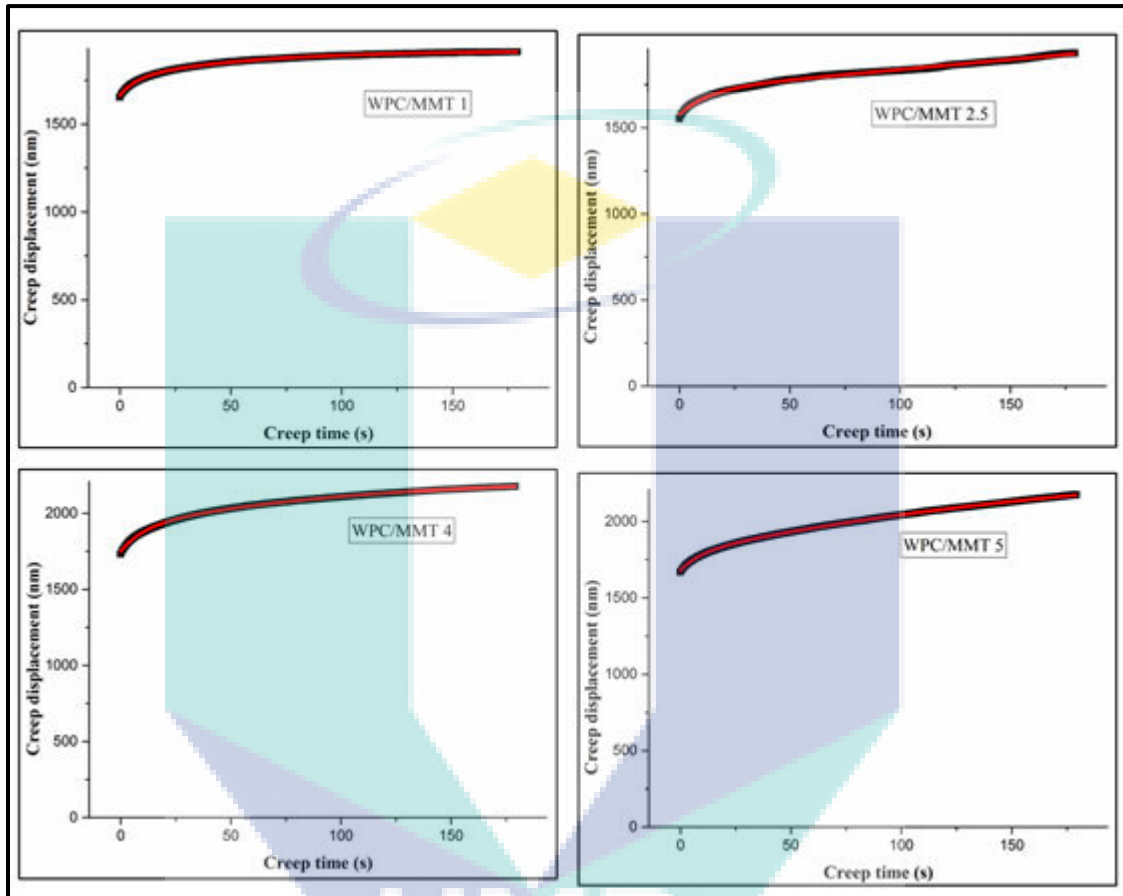 Creep displacement (nm)
1500
1000
500
0
WPC/MMT 1
0 50 100 150
Creep time (s)
Creep displacement (nm)
1500
1000
500
0
WPC/MMT 2.5
0 50 100 150
Creep time (s)
Creep displacement (nm)
2000
1500
1000
500
0
WPC/MMT 4
0 50 100 150
Creep time (s)
Creep displacement (nm)
2000
1500
1000
500
0
WPC/MMT 5
0 50 100 150
Creep time (s)